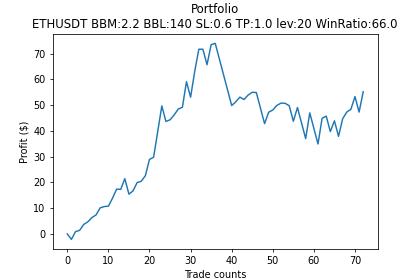 Portfolio
ETHUSDT BBM:2.2 BBL:140 SL:0.6 TP:1.0 lev:20 WinRatio:66.0
Profit ($)
70
60
50
40
30
20
10
0
0 10 20 30 40 50 60 70
Trade counts